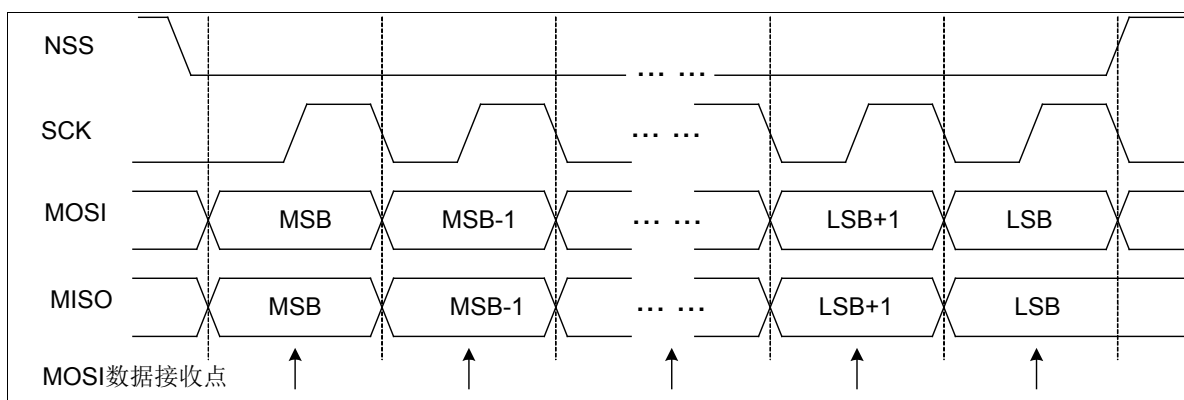 NSS
... ...
SCK
... ...
MOSI MSB MSB-1 ... ... LSB+1 LSB
MISO MSB MSB-1 ... ... LSB+1 LSB
MOSI数据接收点